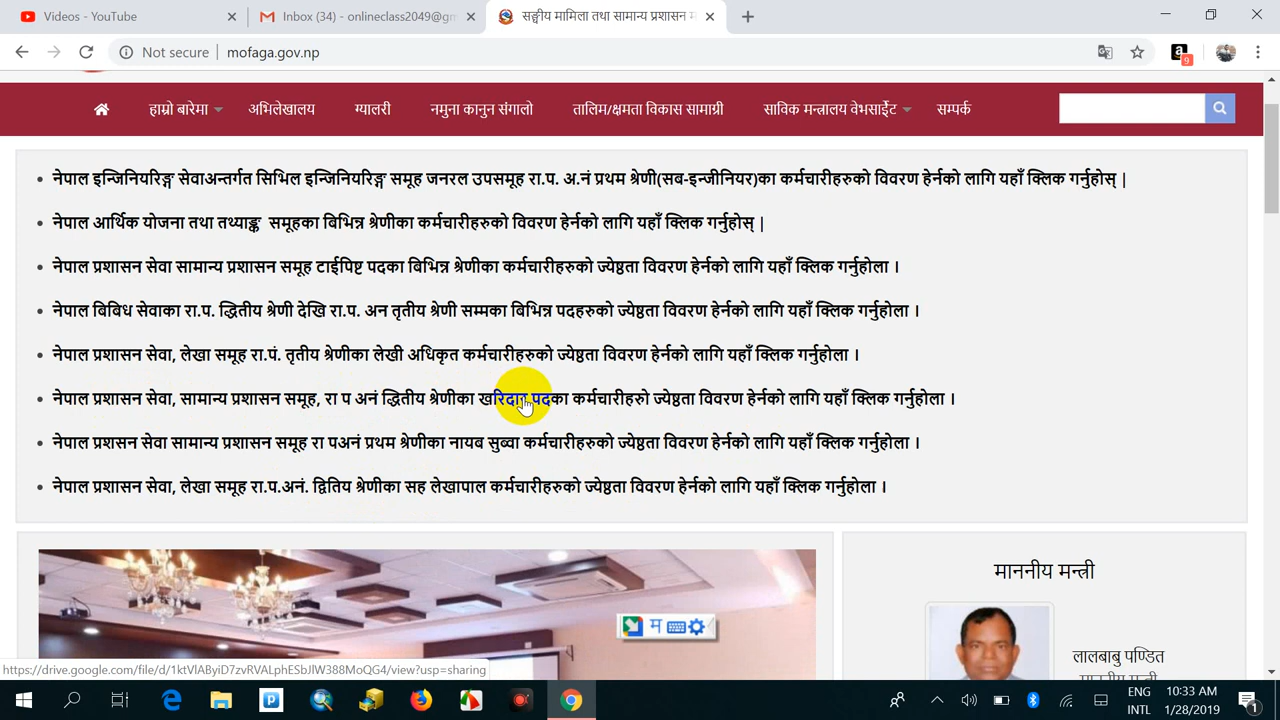 Videos - YouTube
Inbox (34) - onlineclass2049@gm
सङ्घीय मामिला तथा सामान्य प्रशासन म
Not secure | mofaga.gov.np
9
हाम्रो बारेमा
अभिलेखालय
ग्यालरी
नमुना कानुन संगालो
तालिम/क्षमता विकास सामाग्री
साविक मन्त्रालय वेभसाईट
सम्पर्क
नेपाल इन्जिनियरिङ्ग सेवाअन्तर्गत सिभिल इन्जिनियरिङ्ग समूह जनरल उपसमूह रा.प. अ.नं प्रथम श्रेणी(सब-इन्जीनियर)का कर्मचारीहरुको विवरण हेर्नको लागि यहाँ क्लिक गर्नुहोस् |
नेपाल आर्थिक योजना तथा तथ्याङ्क समूहका बिभिन्न श्रेणीका कर्मचारीहरुको विवरण हेर्नको लागि यहाँ क्लिक गर्नुहोस् |
नेपाल प्रशासन सेवा सामान्य प्रशासन समूह टाईपिष्ट पदका बिभिन्न श्रेणीका कर्मचारीहरुको ज्येष्ठता विवरण हेर्नको लागि यहाँ क्लिक गर्नुहोला ।
नेपाल बिबिध सेवाका रा.प. द्धितीय श्रेणी देखि रा.प. अन तृतीय श्रेणी सम्मका बिभिन्न पदहरुको ज्येष्ठता विवरण हेर्नको लागि यहाँ क्लिक गर्नुहोला ।
नेपाल प्रशासन सेवा, लेखा समूह रा.पं. तृतीय श्रेणीका लेखी अधिकृत कर्मचारीहरुको ज्येष्ठता विवरण हेर्नको लागि यहाँ क्लिक गर्नुहोला ।
नेपाल प्रशासन सेवा, सामान्य प्रशासन समूह, रा प अनं द्धितीय श्रेणीका खरिदार पदका कर्मचारीहरुो ज्येष्ठता विवरण हेर्नको लागि यहाँ क्लिक गर्नुहोला ।
नेपाल प्रशसन सेवा सामान्य प्रशासन समूह रा पअनं प्रथम श्रेणीका नायब सुब्बा कर्मचारीहरुको ज्येष्ठता विवरण हेर्नको लागि यहाँ क्लिक गर्नुहोला ।
नेपाल प्रशासन सेवा, लेखा समूह रा.प.अनं. द्वितिय श्रेणीका सह लेखापाल कर्मचारीहरुको ज्येष्ठता विवरण हेर्नको लागि यहाँ क्लिक गर्नुहोला ।
माननीय मन्त्री
म
लालबाबु पण्डित
माननीय मन्त्री
https://drive.google.com/file/d/1ktVlAByiD7zvRVALphESbJlW388MoQG4/view?usp=sharing
ENG
INTL
10:33 AM
1/28/2019
1